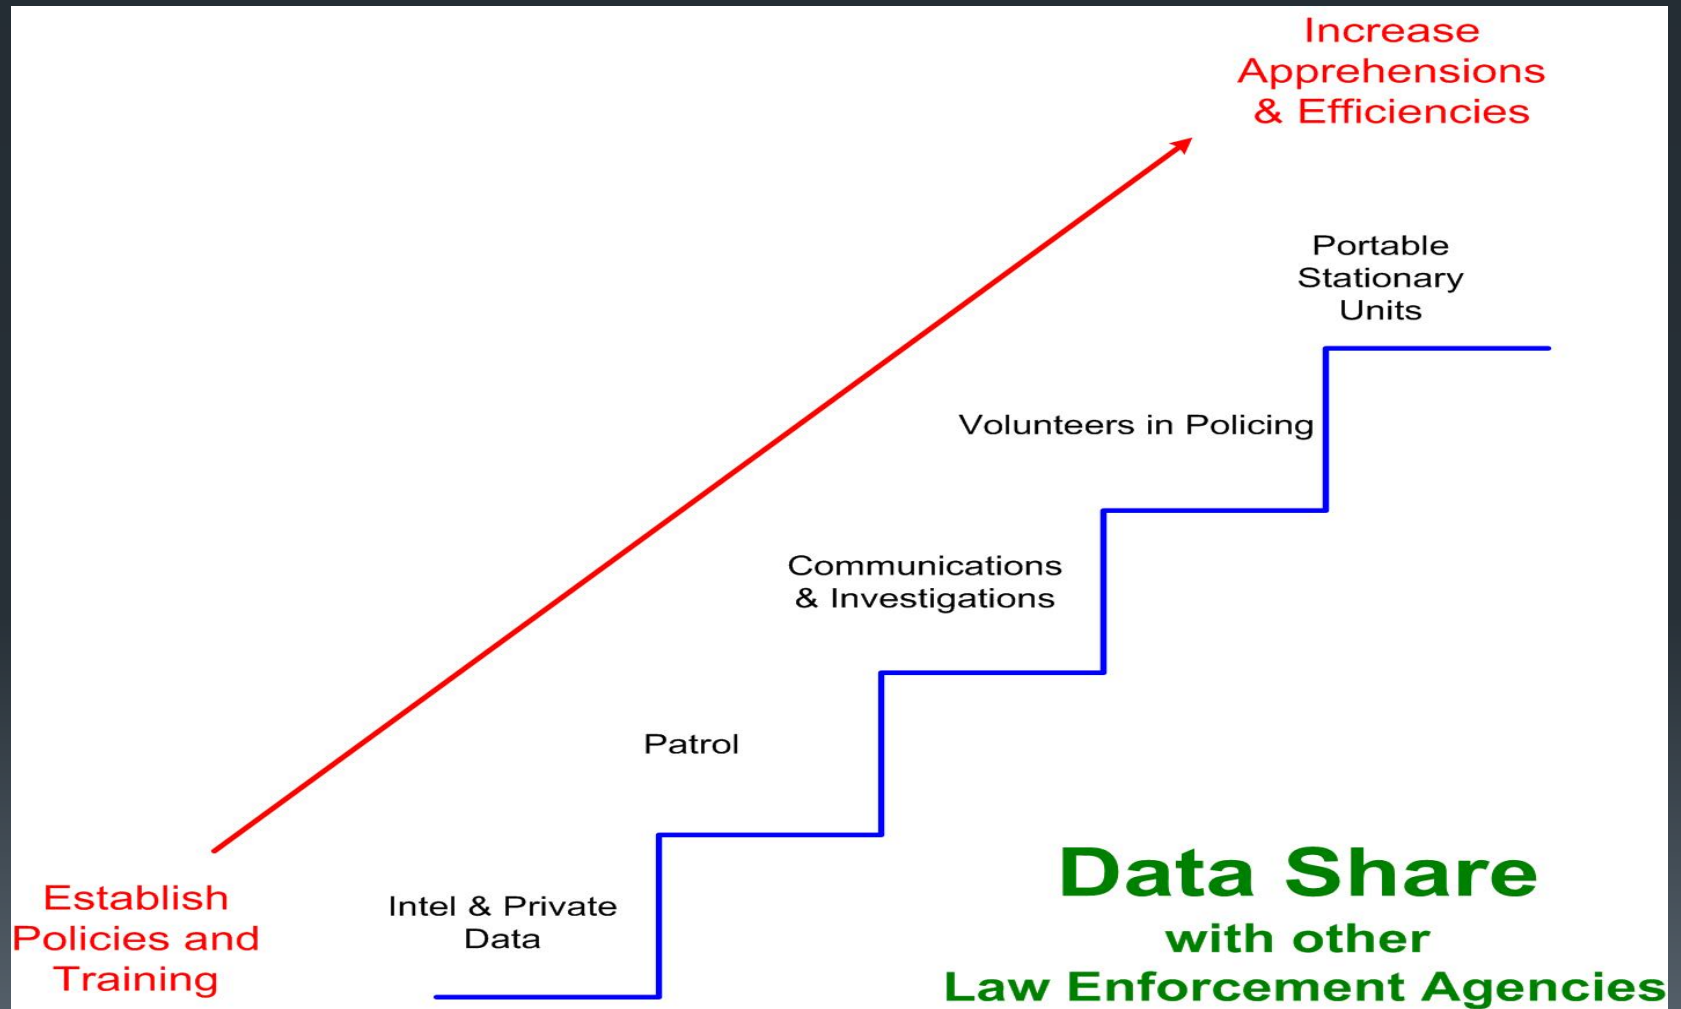 Increase
Apprehensions
& Efficiencies
Portable
Stationary
Units
Volunteers in Policing
Communications
& Investigations
Patrol
Intel & Private
Data
Establish
Policies and
Training
Data Share
with other
Law Enforcement Agencies